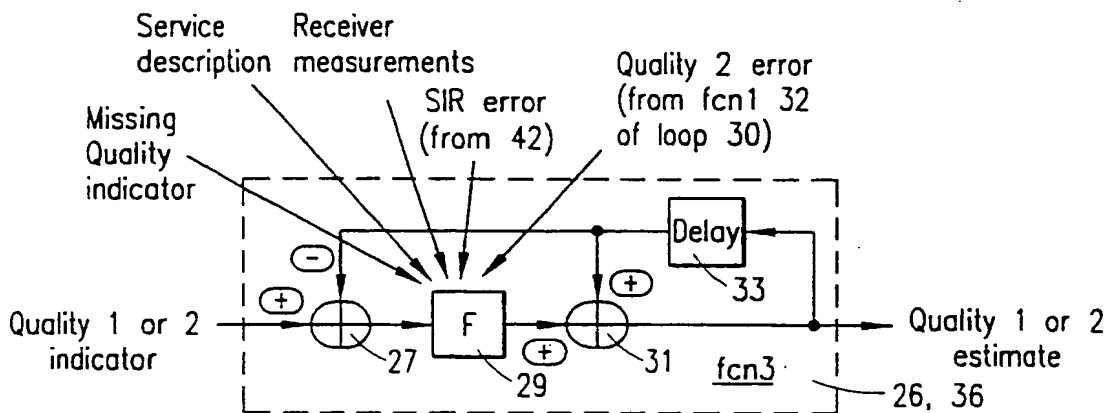 Service
description
Receiver
measurements
Missing
Quality
indicator
SIR error
(from 42)
Quality 2 error
(from fcn1 32
of loop 30)
Delay
33
−
+
+
+
Quality 1 or 2
indicator
27
F
29
31
fcn3
Quality 1 or 2
estimate
26, 36